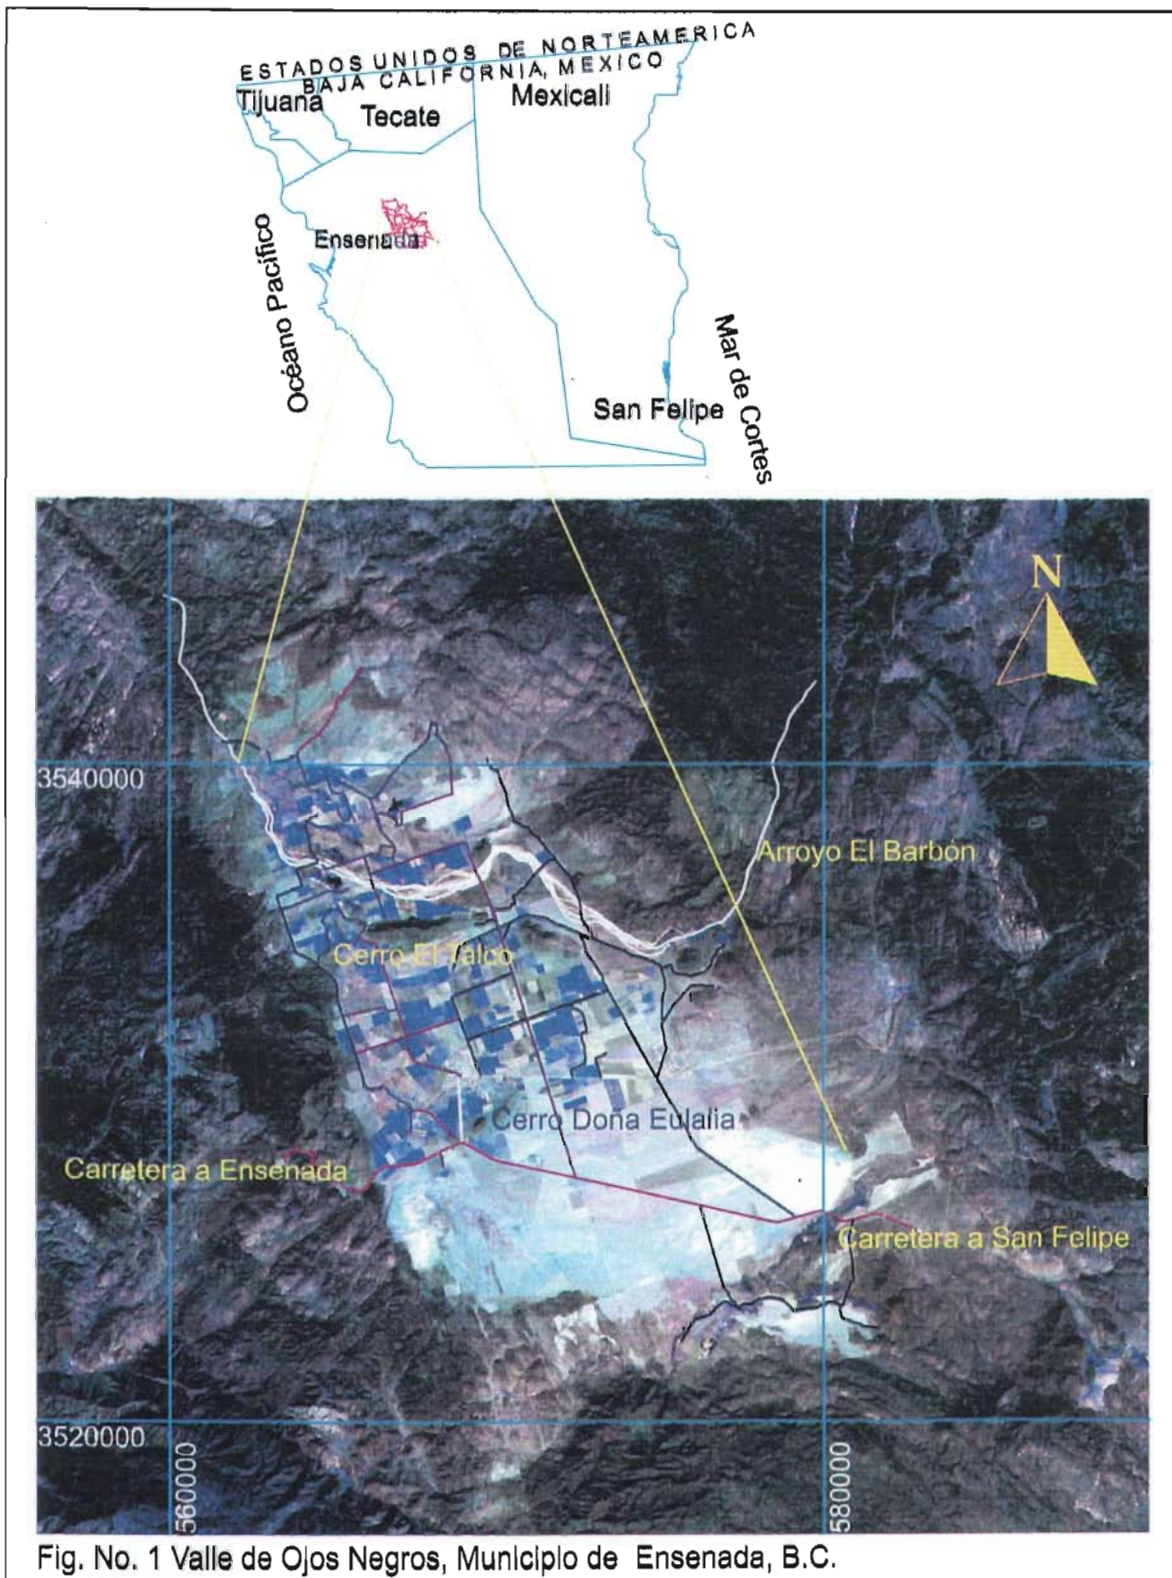 ESTADOS UNIDOS DE NORTEAMERICA
BAJA CALIFORNIA, MEXICO
Tijuana
Tecate
Mexicali
Ensenada
Océano Pacífico
Mar de Cortes
San Felipe
N
3540000
Arroyo El Barbón
Cerro El Talco
Cerro Doña Eulalia
Carretera a Ensenada
Carretera a San Felipe
3520000
560000
580000
Fig. No. 1 Valle de Ojos Negros, Municipio de Ensenada, B.C.